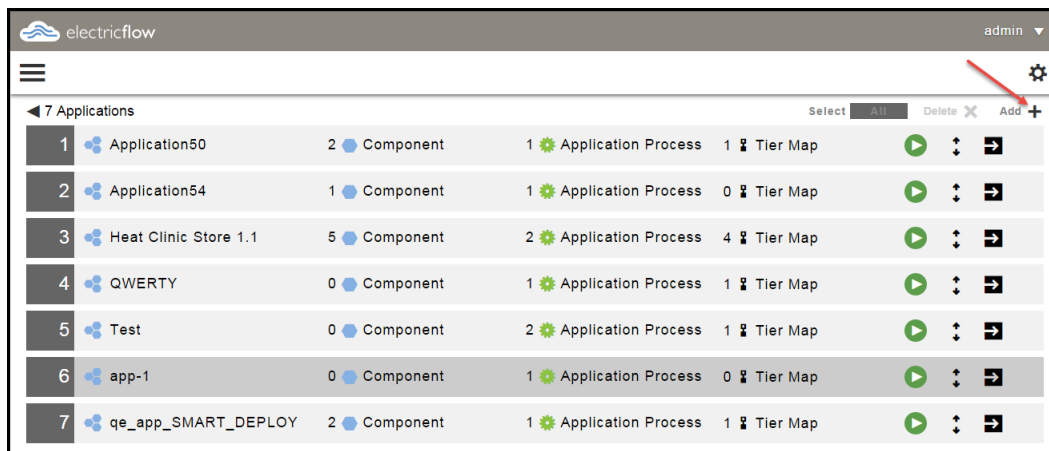 electricflow admin
7 Applications Select All Delete Add
1 Application50 2 Component 1 Application Process 1 Tier Map
2 Application54 1 Component 1 Application Process 0 Tier Map
3 Heat Clinic Store 1.1 5 Component 2 Application Process 4 Tier Map
4 QWERTY 0 Component 1 Application Process 1 Tier Map
5 Test 0 Component 2 Application Process 1 Tier Map
6 app-1 0 Component 1 Application Process 0 Tier Map
7 qe_app_SMART_DEPLOY 2 Component 1 Application Process 1 Tier Map